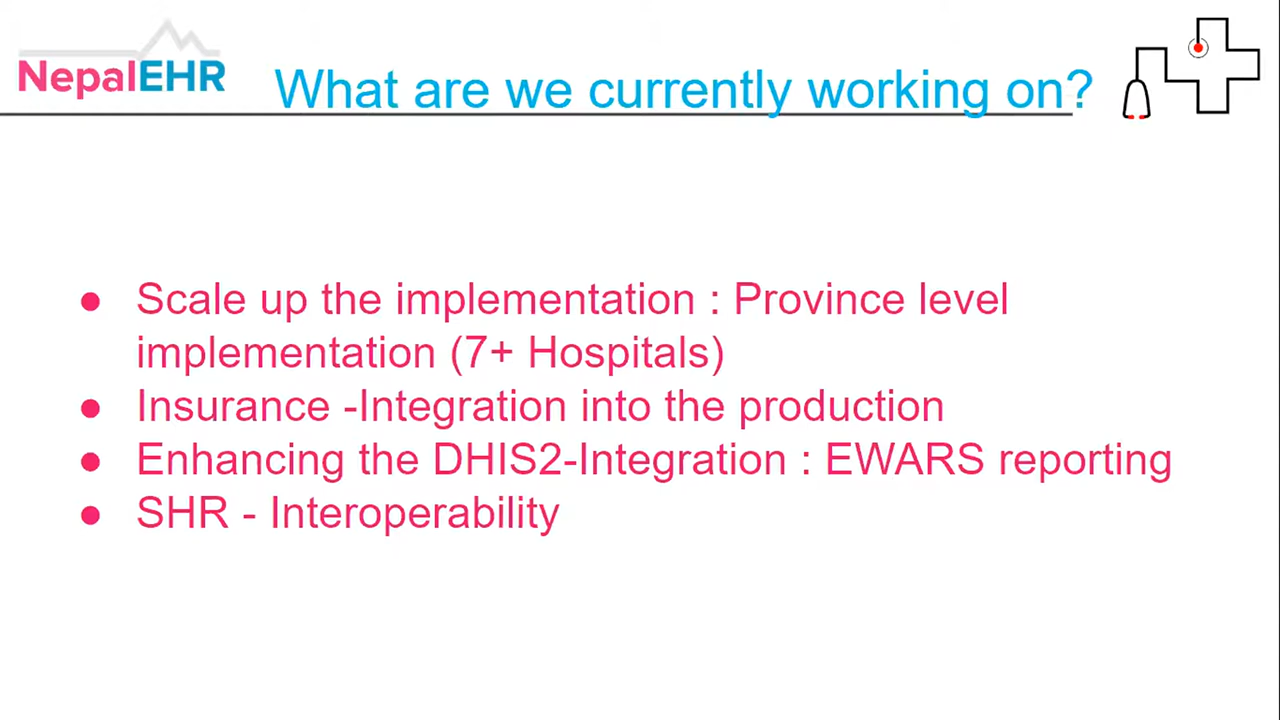 NepalEHR
What are we currently working on?
● Scale up the implementation : Province level
implementation (7+ Hospitals)
● Insurance -Integration into the production
● Enhancing the DHIS2-Integration : EWARS reporting
● SHR - Interoperability